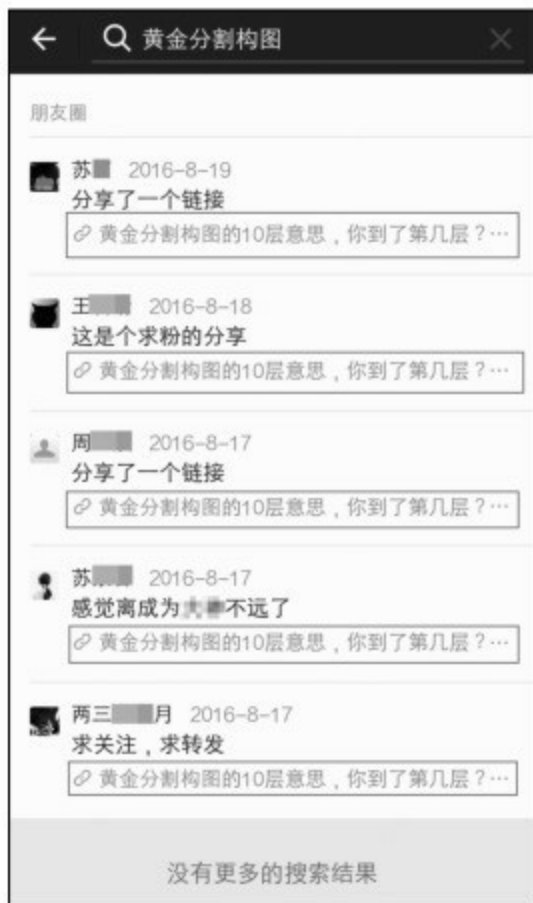 黄金分割构图
朋友圈
苏 2016-8-19
分享了一个链接
黄金分割构图的10层意思，你到了第几层？…
王 2016-8-18
这是个求粉的分享
黄金分割构图的10层意思，你到了第几层？…
周 2016-8-17
分享了一个链接
黄金分割构图的10层意思，你到了第几层？…
苏 2016-8-17
感觉离成为 不远了
黄金分割构图的10层意思，你到了第几层？…
两三 月 2016-8-17
求关注，求转发
黄金分割构图的10层意思，你到了第几层？…
没有更多的搜索结果